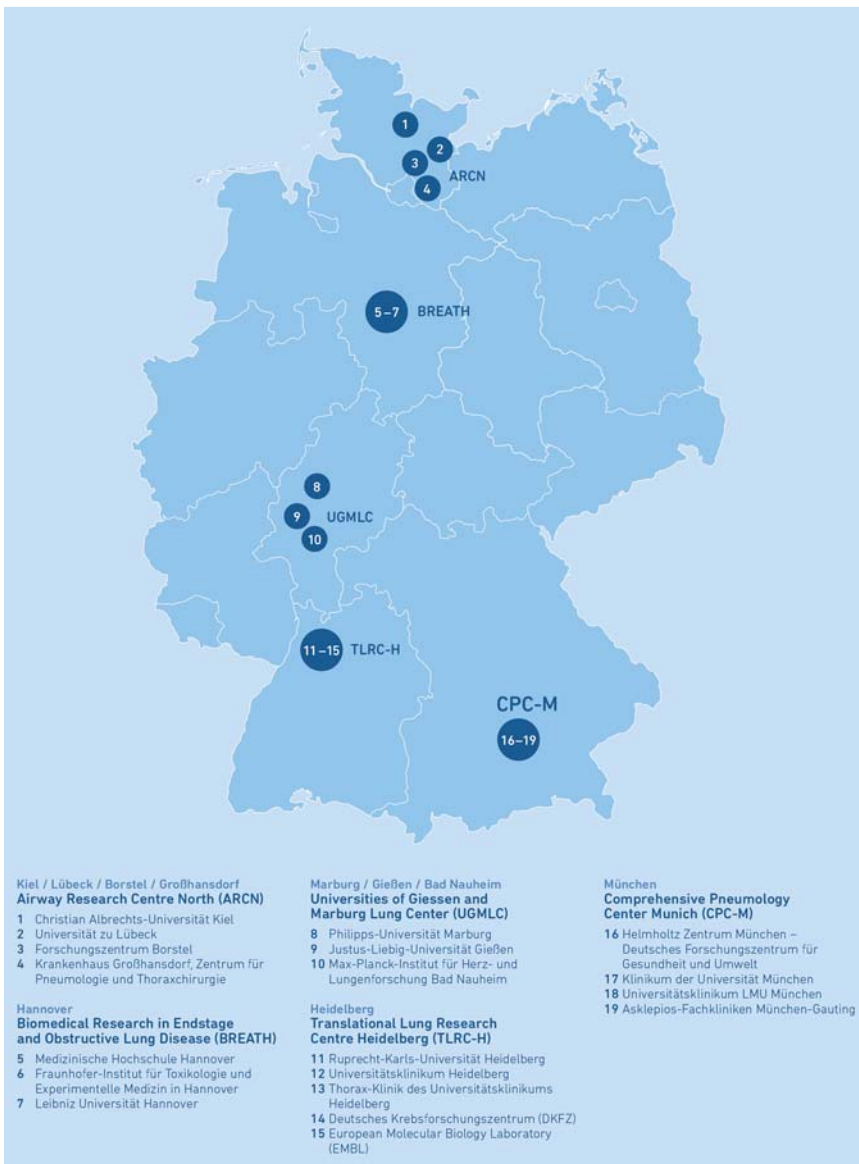 1
2
3
ARCN
4
5–7 BREATH
8
9 UGMLC
10
11–15 TLRC-H
CPC-M
16–19
Kiel / Lübeck / Borstel / Großhansdorf
Airway Research Centre North (ARCN)
1 Christian Albrechts-Universität Kiel
2 Universität zu Lübeck
3 Forschungszentrum Borstel
4 Krankenhaus Großhansdorf, Zentrum für
Pneumologie und Thoraxchirurgie
Hannover
Biomedical Research in Endstage
and Obstructive Lung Disease (BREATH)
5 Medizinische Hochschule Hannover
6 Fraunhofer-Institut für Toxikologie und
Experimentelle Medizin in Hannover
7 Leibniz Universität Hannover
Marburg / Gießen / Bad Nauheim
Universities of Giessen and
Marburg Lung Center (UGMLC)
8 Philipps-Universität Marburg
9 Justus-Liebig-Universität Gießen
10 Max-Planck-Institut für Herz- und
Lungenforschung Bad Nauheim
Heidelberg
Translational Lung Research
Centre Heidelberg (TLRC-H)
11 Ruprecht-Karls-Universität Heidelberg
12 Universitätsklinikum Heidelberg
13 Thorax-Klinik des Universitätsklinikums
Heidelberg
14 Deutsches Krebsforschungszentrum (DKFZ)
15 European Molecular Biology Laboratory
(EMBL)
München
Comprehensive Pneumology
Center Munich (CPC-M)
16 Helmholtz Zentrum München –
Deutsches Forschungszentrum für
Gesundheit und Umwelt
17 Klinikum der Universität München
18 Universitätsklinikum LMU München
19 Asklepios-Fachkliniken München-Gauting